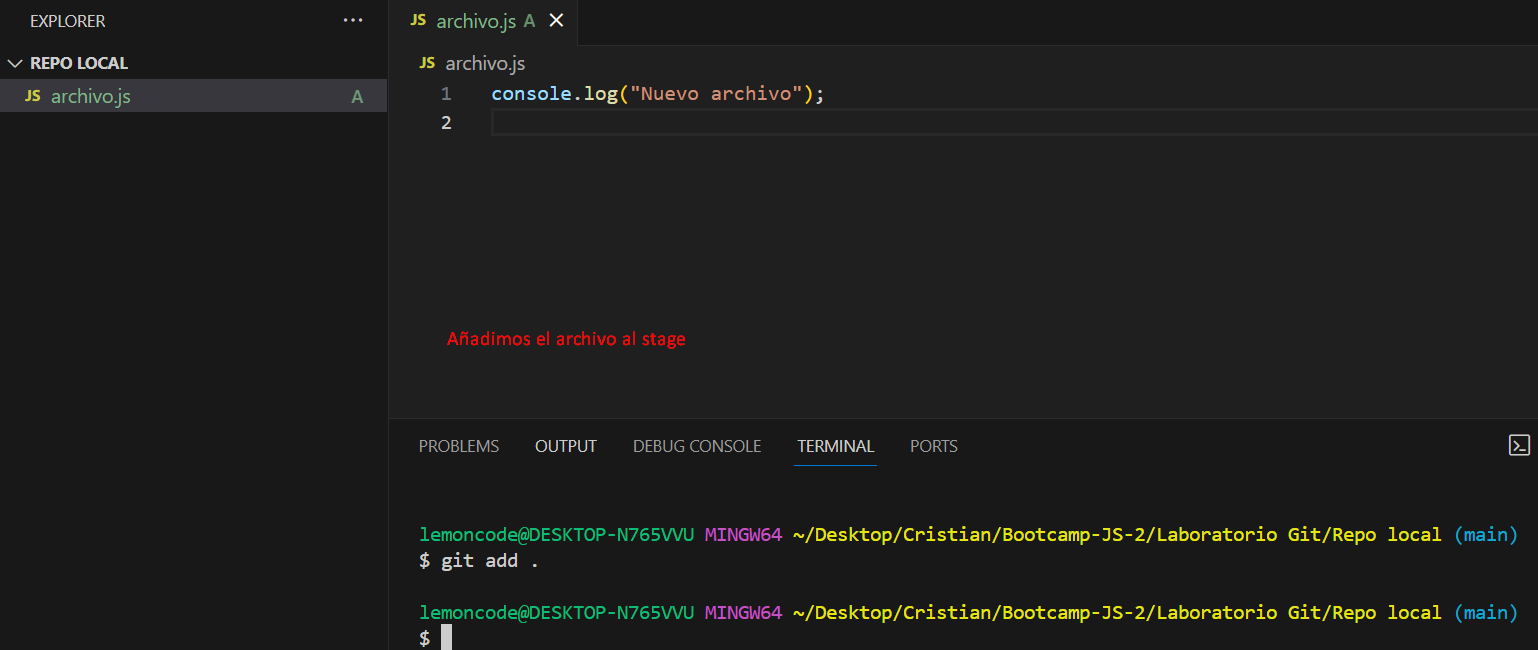 EXPLORER ···
REPO LOCAL
JS archivo.js A
JS archivo.js A
JS archivo.js
1 console.log("Nuevo archivo");
2
Añadimos el archivo al stage
PROBLEMS OUTPUT DEBUG CONSOLE TERMINAL PORTS
lemoncode@DESKTOP-N765VVU MINGW64 ~/Desktop/Cristian/Bootcamp-JS-2/Laboratorio Git/Repo local (main)
$ git add .
lemoncode@DESKTOP-N765VVU MINGW64 ~/Desktop/Cristian/Bootcamp-JS-2/Laboratorio Git/Repo local (main)
$